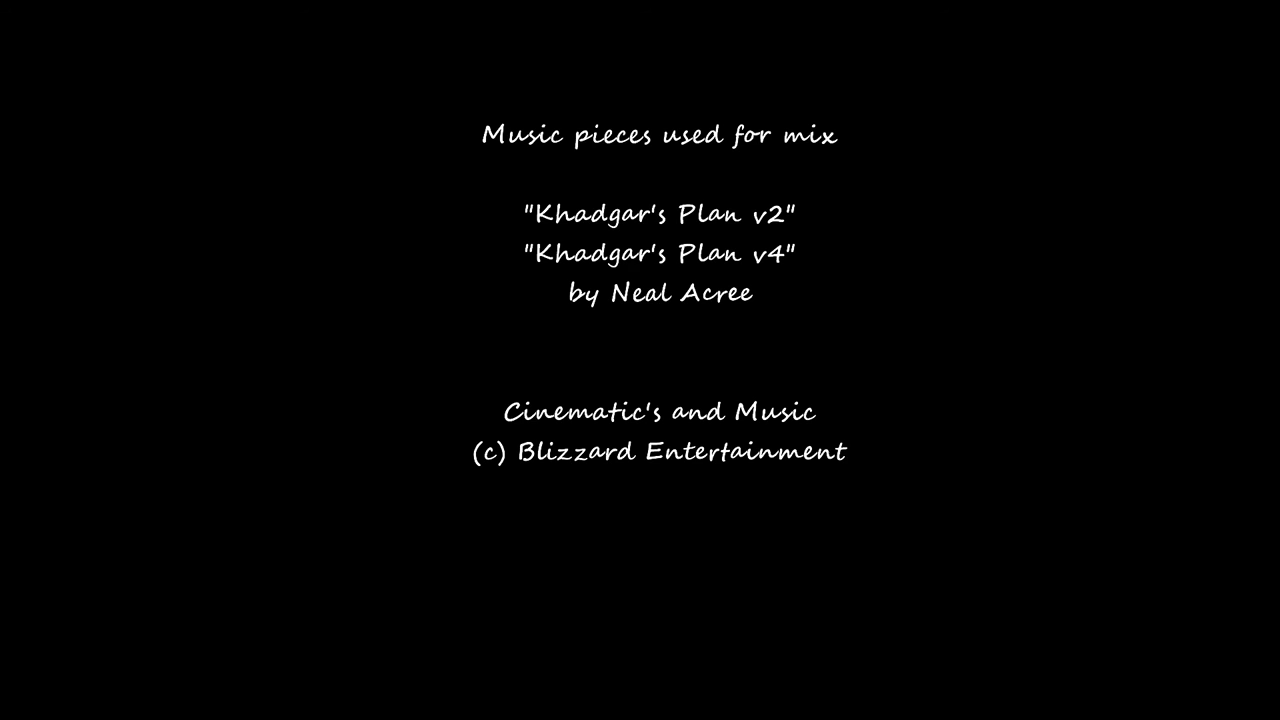 Music pieces used for mix
"Khadgar's Plan v2"
"Khadgar's Plan v4"
by Neal Acree
Cinematic's and Music
(c) Blizzard Entertainment